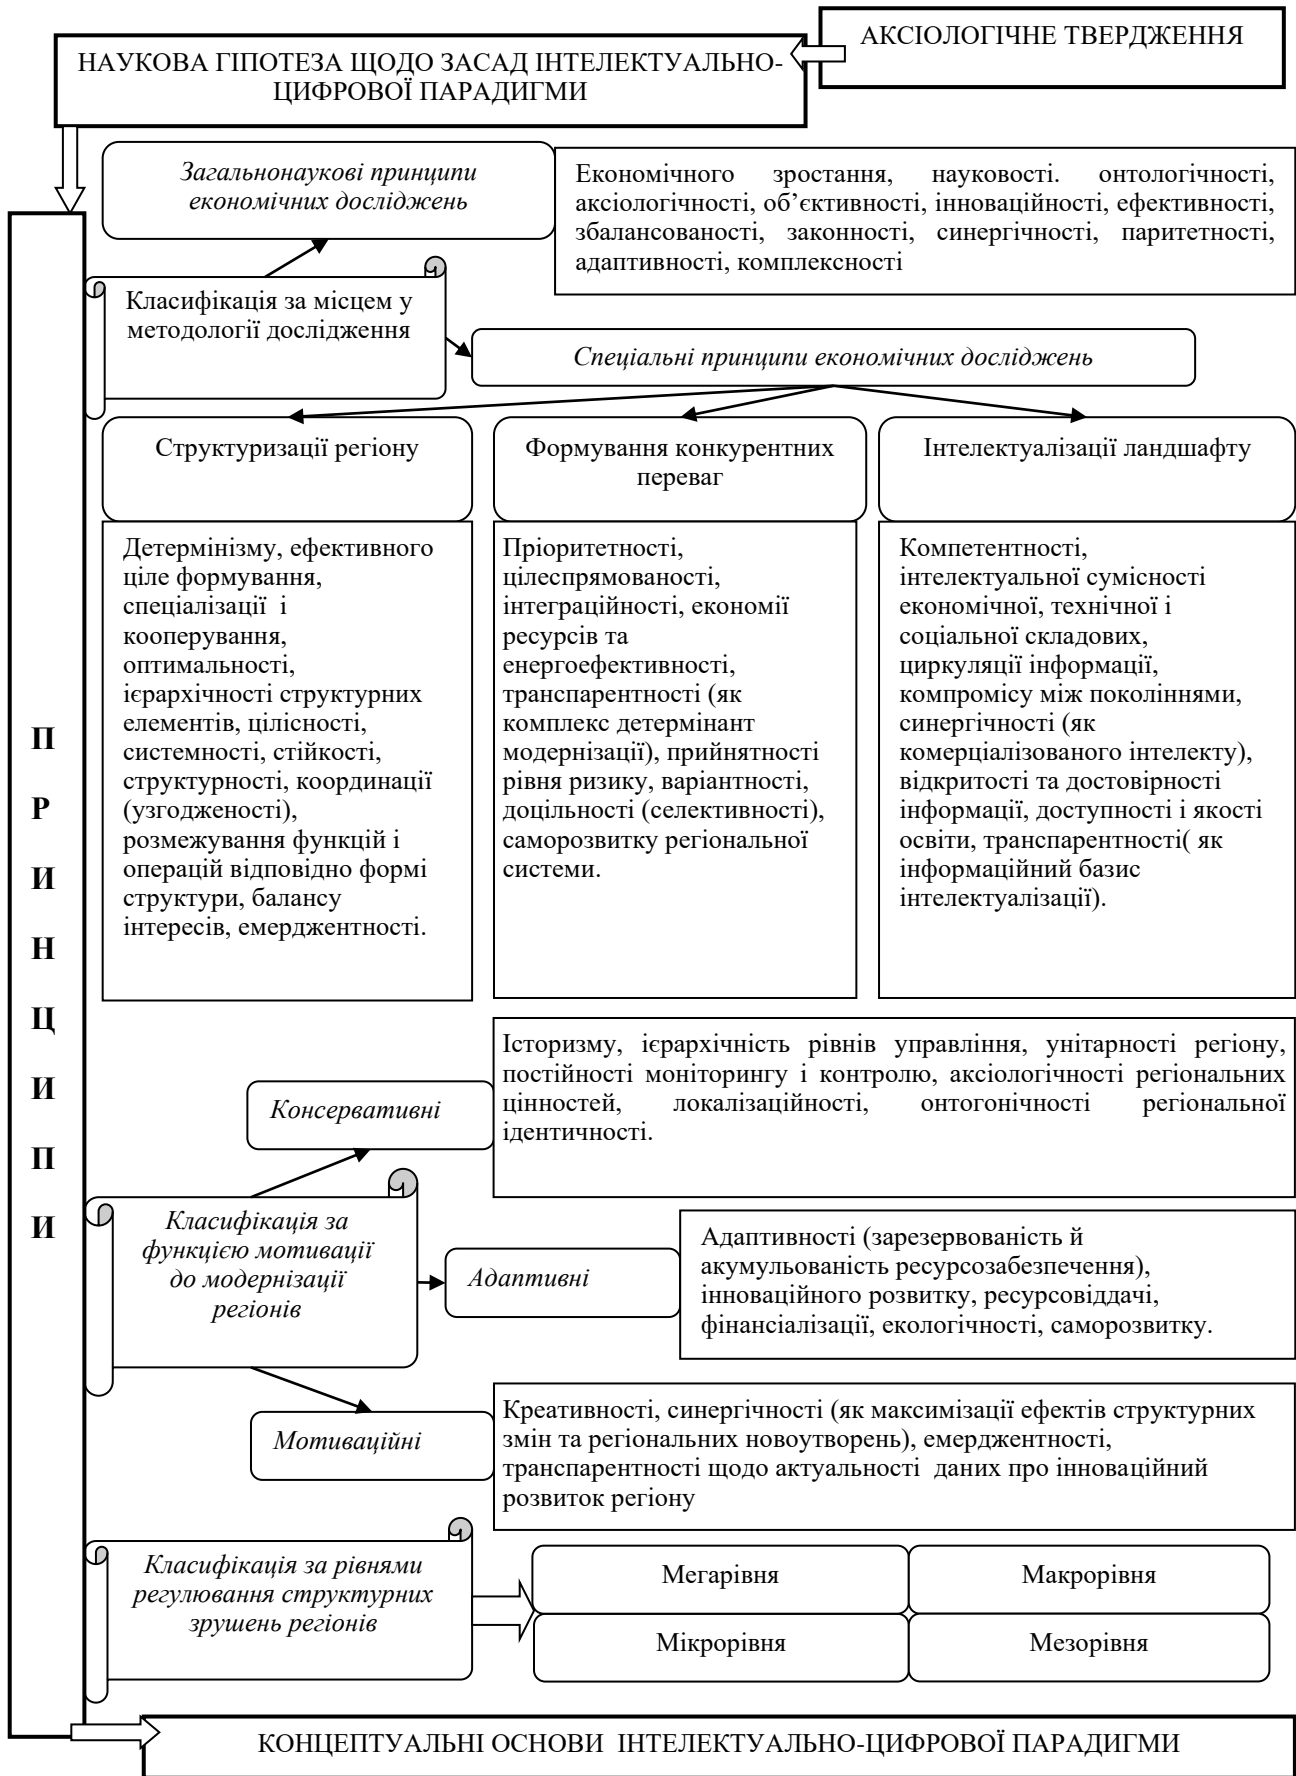 АКСІОЛОГІЧНЕ ТВЕРДЖЕННЯ
НАУКОВА ГІПОТЕЗА ЩОДО ЗАСАД ІНТЕЛЕКТУАЛЬНО-
ЦИФРОВОЇ ПАРАДИГМИ
Загальнонаукові принципи
економічних досліджень
Економічного зростання, науковості. онтологічності,
аксіологічності, об’єктивності, інноваційності, ефективності,
збалансованості, законності, синергічності, паритетності,
адаптивності, комплексності
Класифікація за місцем у
методології дослідження
Спеціальні принципи економічних досліджень
Структуризації регіону
Формування конкурентних
переваг
Інтелектуалізації ландшафту
Детермінізму, ефективного
ціле формування,
спеціалізації і
кооперування,
оптимальності,
ієрархічності структурних
елементів, цілісності,
системності, стійкості,
структурності, координації
(узгодженості),
розмежування функцій і
операцій відповідно формі
структури, балансу
інтересів, емерджентності.
Пріоритетності,
цілеспрямованості,
інтеграційності, економії
ресурсів та
енергоефективності,
транспарентності (як
комплекс детермінант
модернізації), прийнятності
рівня ризику, варіантності,
доцільності (селективності),
саморозвитку регіональної
системи.
Компетентності,
інтелектуальної сумісності
економічної, технічної і
соціальної складових,
циркуляції інформації,
компромісу між поколіннями,
синергічності (як
комерціалізованого інтелекту),
відкритості та достовірності
інформації, доступності і якості
освіти, транспарентності( як
інформаційний базис
інтелектуалізації).
П
Р
И
Н
Ц
И
П
И
Консервативні
Історизму, ієрархічність рівнів управління, унітарності регіону,
постійності моніторингу і контролю, аксіологічності регіональних
цінностей, локалізаційності, онтогонічності регіональної
ідентичності.
Класифікація за
функцією мотивації
до модернізації
регіонів
Адаптивні
Адаптивності (зарезервованість й
акумульованість ресурсозабезпечення),
інноваційного розвитку, ресурсовіддачі,
фінансіалізації, екологічності, саморозвитку.
Мотиваційні
Креативності, синергічності (як максимізації ефектів структурних
змін та регіональних новоутворень), емерджентності,
транспарентності щодо актуальності даних про інноваційний
розвиток регіону
Класифікація за рівнями
регулювання структурних
зрушень регіонів
Мегарівня
Макрорівня
Мікрорівня
Мезорівня
КОНЦЕПТУАЛЬНІ ОСНОВИ ІНТЕЛЕКТУАЛЬНО-ЦИФРОВОЇ ПАРАДИГМИ